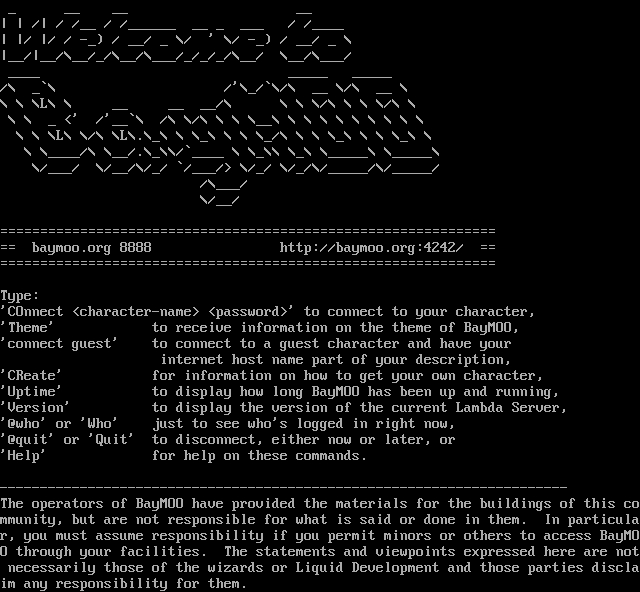 Welcome to
BayMOO
==  baymoo.org 8888                http://baymoo.org:4242/  ==
Type:
'COnnect <character-name> <password>' to connect to your character,
'Theme'            to receive information on the theme of BayMOO,
'connect guest'    to connect to a guest character and have your
internet host name part of your description,
'CReate'           for information on how to get your own character,
'Uptime'           to display how long BayMOO has been up and running,
'Version'          to display the version of the current Lambda Server,
'@who' or 'Who'    just to see who's logged in right now,
'@quit' or 'Quit'  to disconnect, either now or later, or
'Help'             for help on these commands.
The operators of BayMOO have provided the materials for the buildings of this co
mmunity, but are not responsible for what is said or done in them.  In particula
r, you must assume responsibility if you permit minors or others to access BayMO
O through your facilities.  The statements and viewpoints expressed here are not
necessarily those of the wizards or Liquid Development and those parties discla
im any responsibility for them.